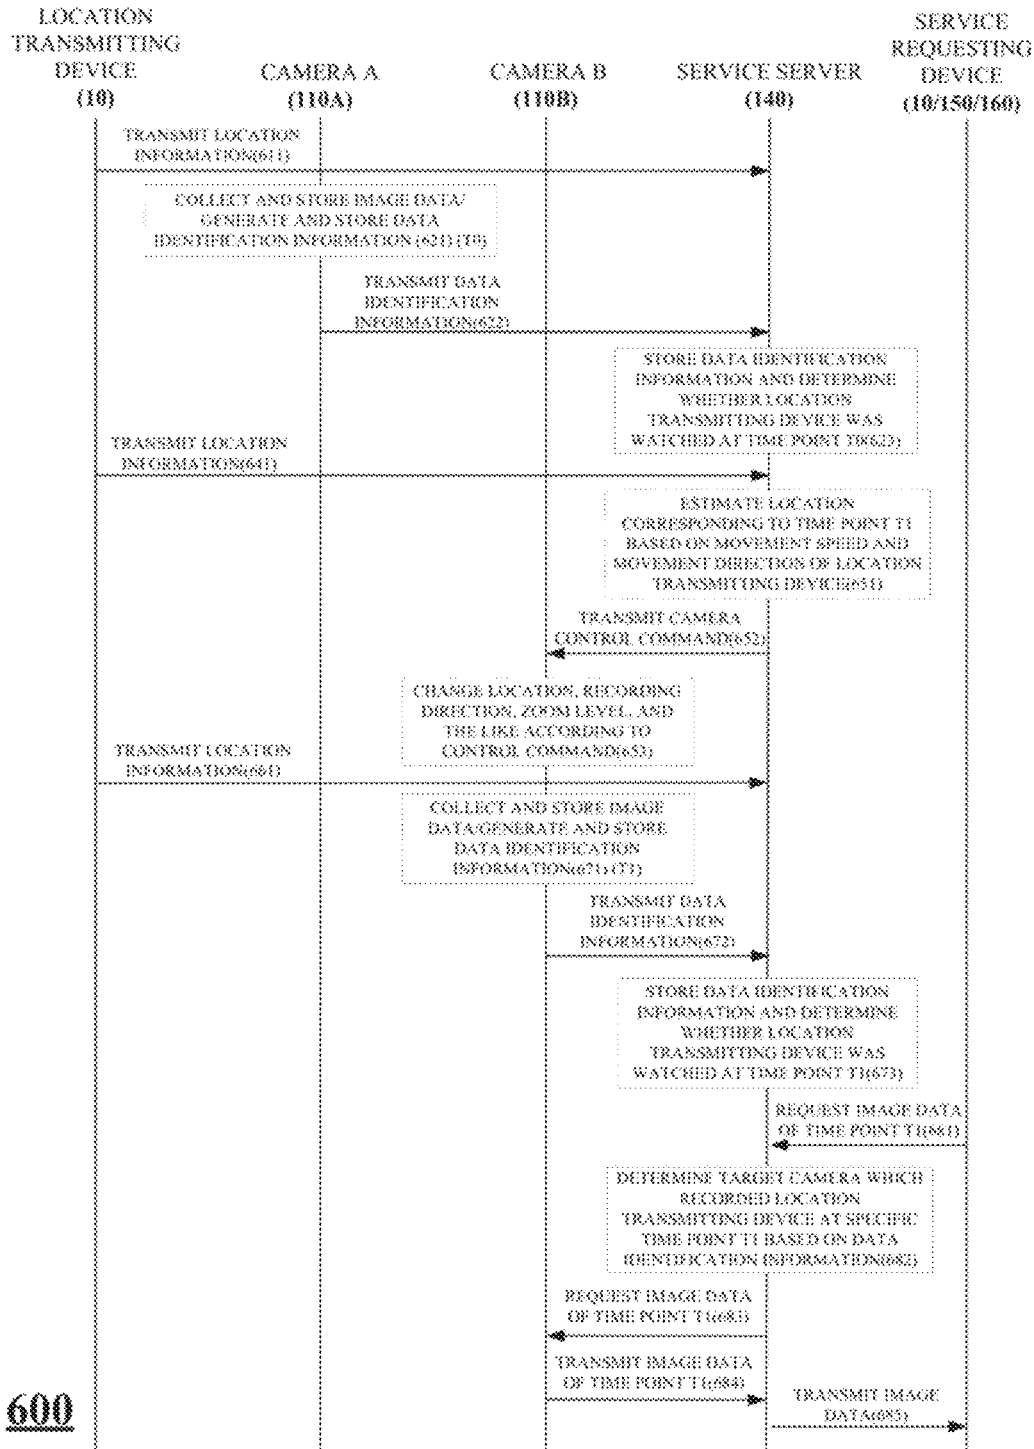 LOCATION
TRANSMITTING
DEVICE
(10)
CAMERA A
(110A)
CAMERA B
(110B)
SERVICE SERVER
(140)
SERVICE
REQUESTING
DEVICE
(10/150/160)
TRANSMIT LOCATION
INFORMATION(611)
COLLECT AND STORE IMAGE DATA/
GENERATE AND STORE DATA
IDENTIFICATION INFORMATION (621) (T0)
TRANSMIT DATA
IDENTIFICATION
INFORMATION(622)
STORE DATA IDENTIFICATION
INFORMATION AND DETERMINE
WHETHER LOCATION
TRANSMITTING DEVICE WAS
WATCHED AT TIME POINT T0(623)
TRANSMIT LOCATION
INFORMATION(641)
ESTIMATE LOCATION
CORRESPONDING TO TIME POINT T1
BASED ON MOVEMENT SPEED AND
MOVEMENT DIRECTION OF LOCATION
TRANSMITTING DEVICE(651)
TRANSMIT CAMERA
CONTROL COMMAND(652)
CHANGE LOCATION, RECORDING
DIRECTION, ZOOM LEVEL, AND
THE LIKE ACCORDING TO
CONTROL COMMAND(653)
TRANSMIT LOCATION
INFORMATION(661)
COLLECT AND STORE IMAGE
DATA/GENERATE AND STORE
DATA IDENTIFICATION
INFORMATION(671) (T1)
TRANSMIT DATA
IDENTIFICATION
INFORMATION(672)
STORE DATA IDENTIFICATION
INFORMATION AND DETERMINE
WHETHER LOCATION
TRANSMITTING DEVICE WAS
WATCHED AT TIME POINT T1(673)
REQUEST IMAGE DATA
OF TIME POINT T1(681)
DETERMINE TARGET CAMERA WHICH
RECORDED LOCATION
TRANSMITTING DEVICE AT SPECIFIC
TIME POINT T1 BASED ON DATA
IDENTIFICATION INFORMATION(682)
REQUEST IMAGE DATA
OF TIME POINT T1(683)
TRANSMIT IMAGE DATA
OF TIME POINT T1(684)
TRANSMIT IMAGE
DATA(685)
600